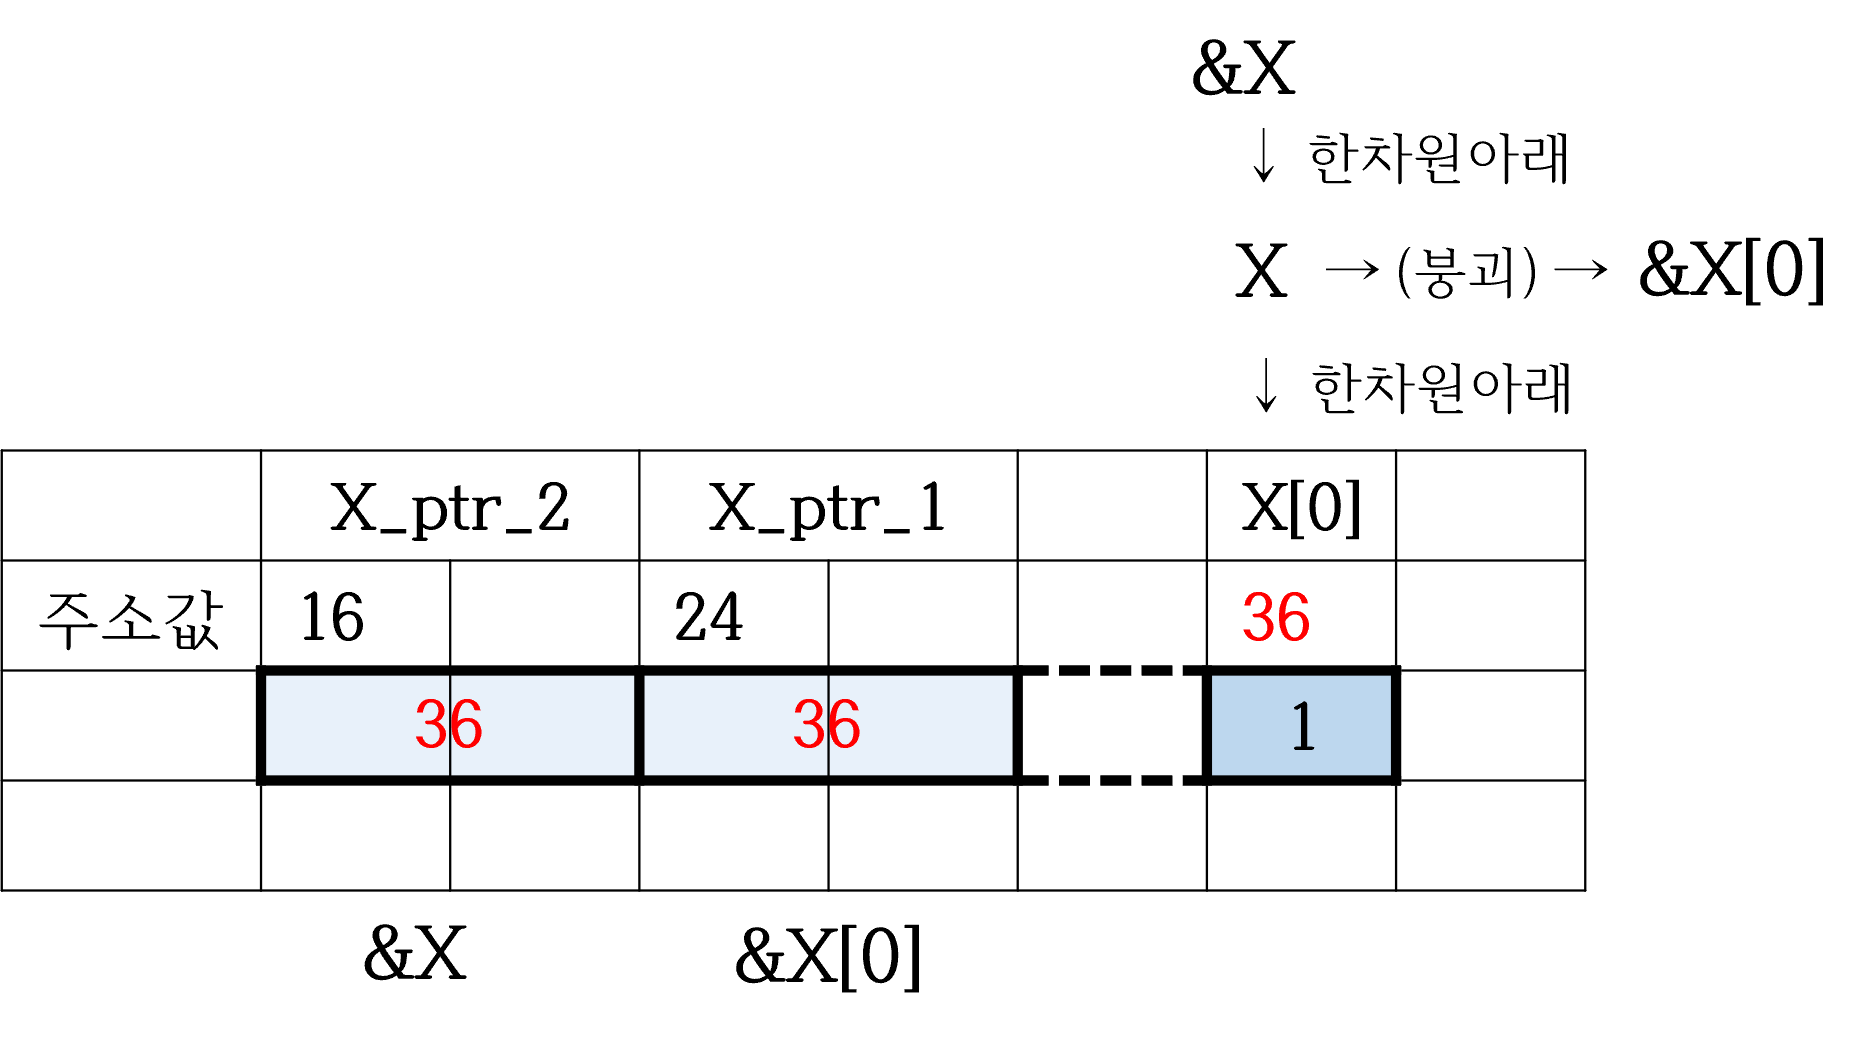 &X
↓ 한차원아래
X → (붕괴) → &X[0]
↓ 한차원아래
X_ptr_2 X_ptr_1 X[0]
주소값 16 24 36
36 36 1
&X &X[0]